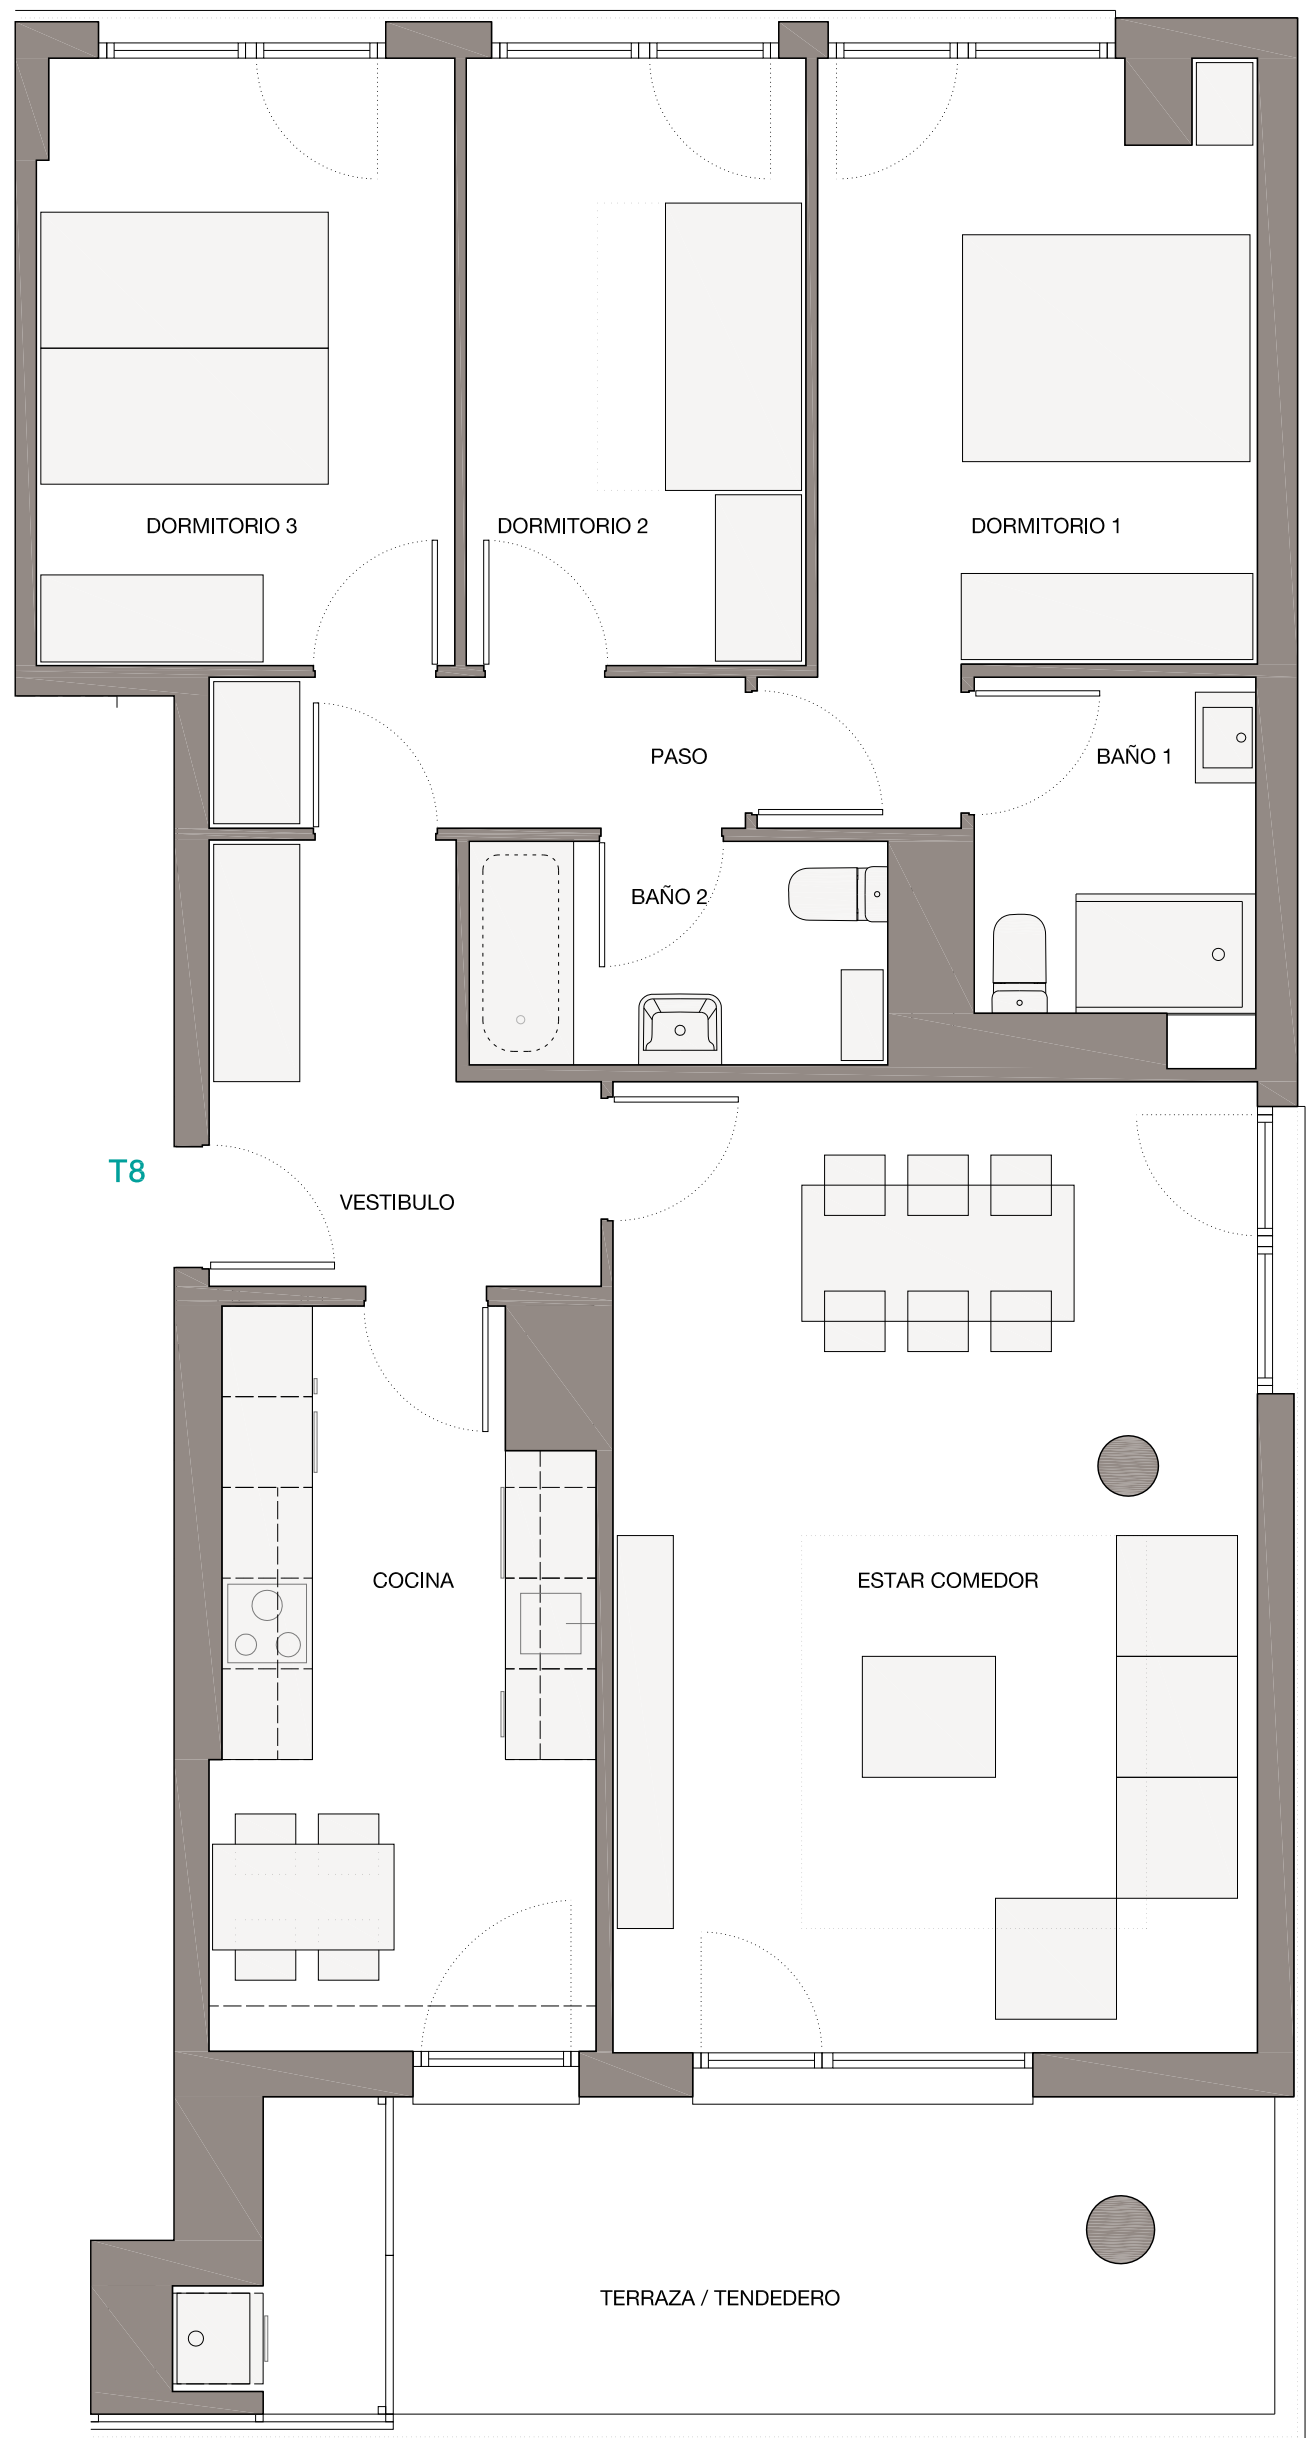 DORMITORIO 3
DORMITORIO 2
DORMITORIO 1
PASO
BAÑO 1
BAÑO 2
T8
VESTIBULO
COCINA
ESTAR COMEDOR
TERRAZA / TENDEDERO